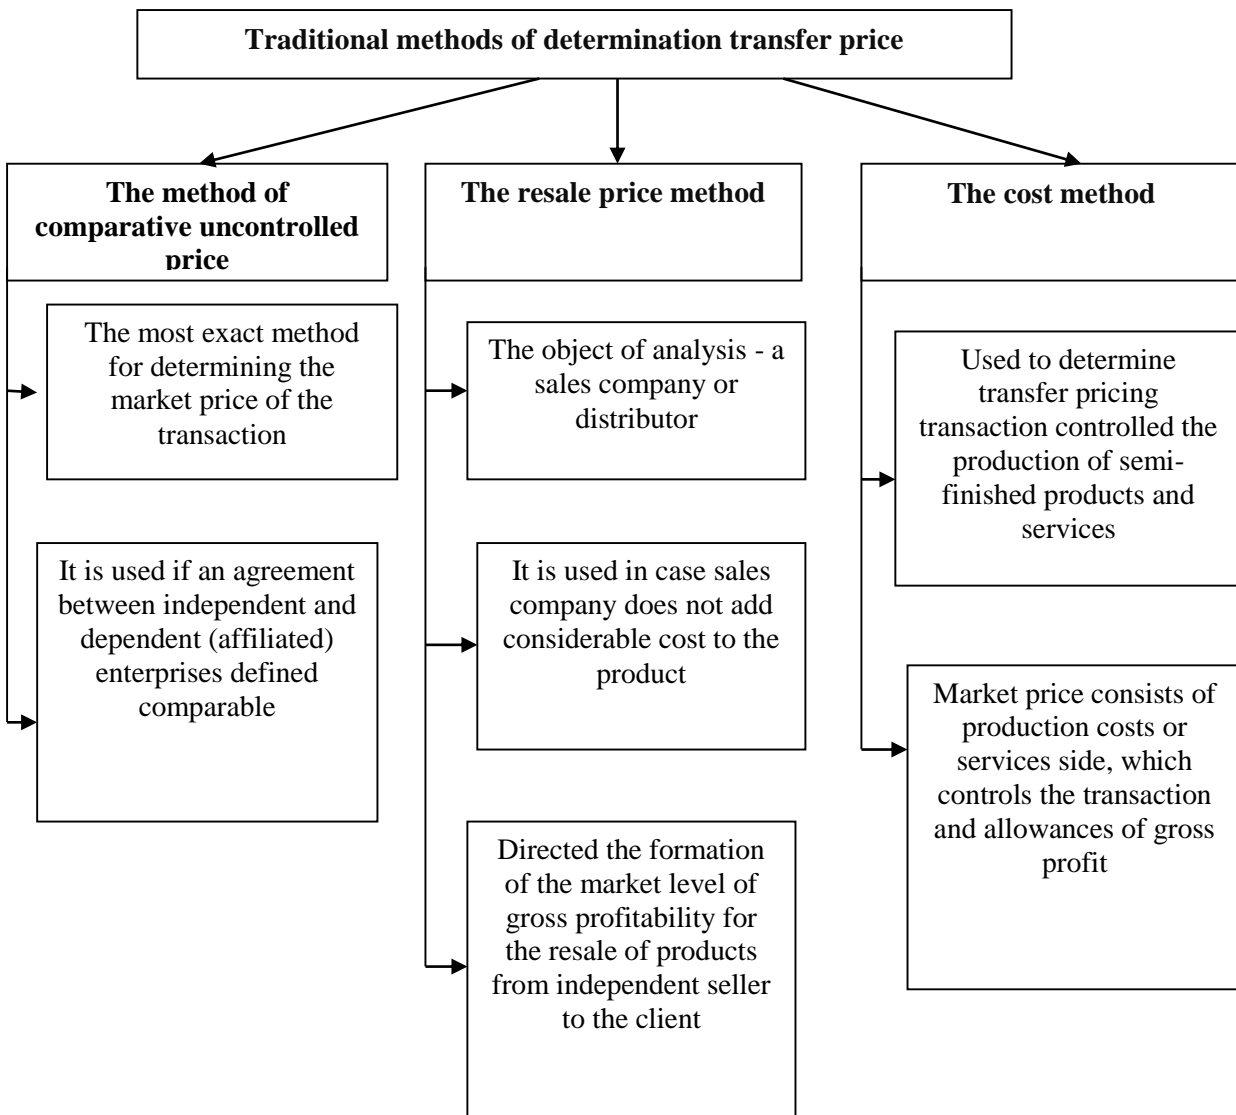 Traditional methods of determination transfer price
The method of
comparative uncontrolled
price
The most exact method
for determining the
market price of the
transaction
It is used if an agreement
between independent and
dependent (affiliated)
enterprises defined
comparable
The resale price method
The object of analysis - a
sales company or
distributor
It is used in case sales
company does not add
considerable cost to the
product
Directed the formation
of the market level of
gross profitability for
the resale of products
from independent seller
to the client
The cost method
Used to determine
transfer pricing
transaction controlled the
production of semi-
finished products and
services
Market price consists of
production costs or
services side, which
controls the transaction
and allowances of gross
profit